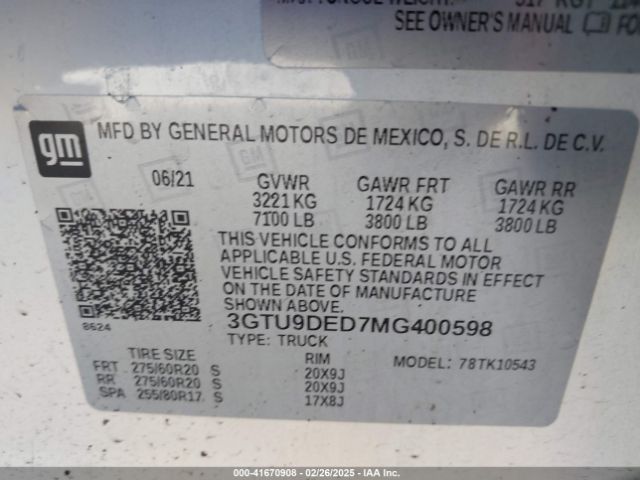 SEE OWNER'S MANUAL
gm
MFD BY GENERAL MOTORS DE MEXICO, S. DE R.L. DE C.V.
06/21 GVWR GAWR FRT GAWR RR
3221 KG 1724 KG 1724 KG
7100 LB 3800 LB 3800 LB
THIS VEHICLE CONFORMS TO ALL
APPLICABLE U.S. FEDERAL MOTOR
VEHICLE SAFETY STANDARDS IN EFFECT
ON THE DATE OF MANUFACTURE
SHOWN ABOVE.
8624
3GTU9DED7MG400598
TYPE: TRUCK
MODEL: 78TK10543
TIRE SIZE RIM
FRT 275/60R20 S 20X9J
RR 275/60R20 S 20X9J
SPA 255/80R17 S 17X8J
000-41670908 - 02/26/2025 - IAA Inc.